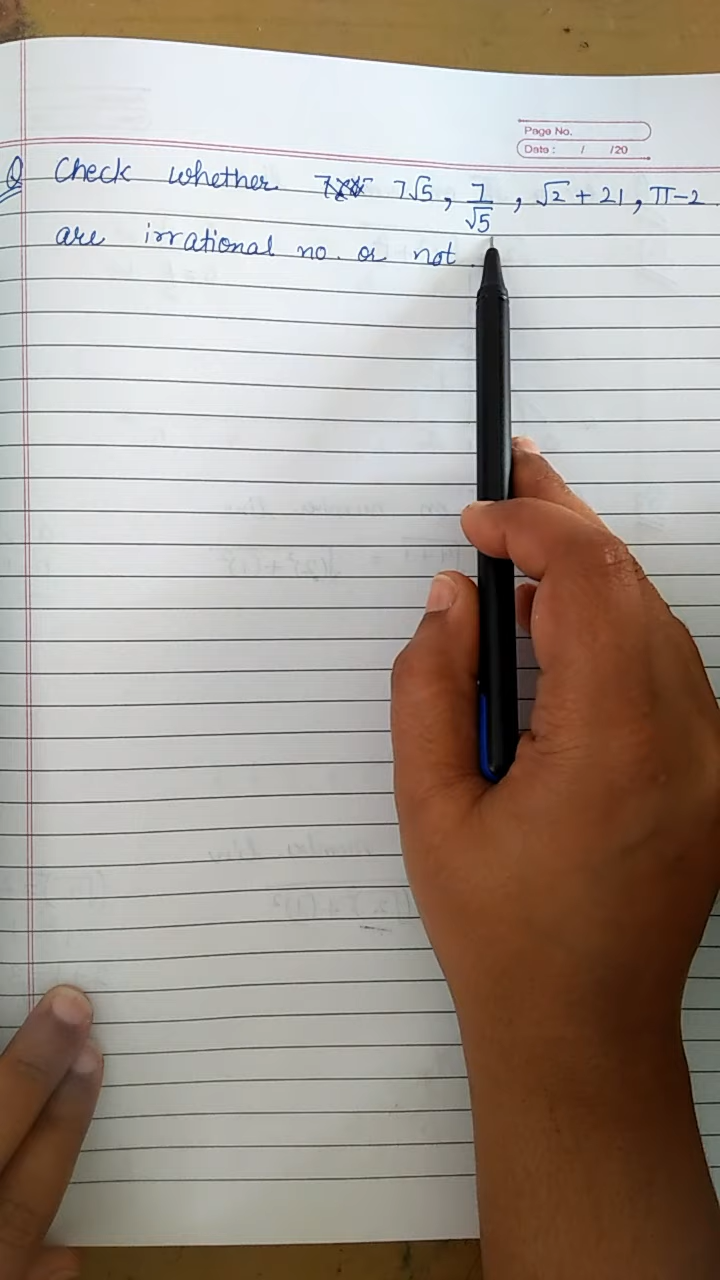 Page No.
Date : / /20
Q Check whether 7√5, 7/√5, √2 + 21, π-2
are irrational no. or not.